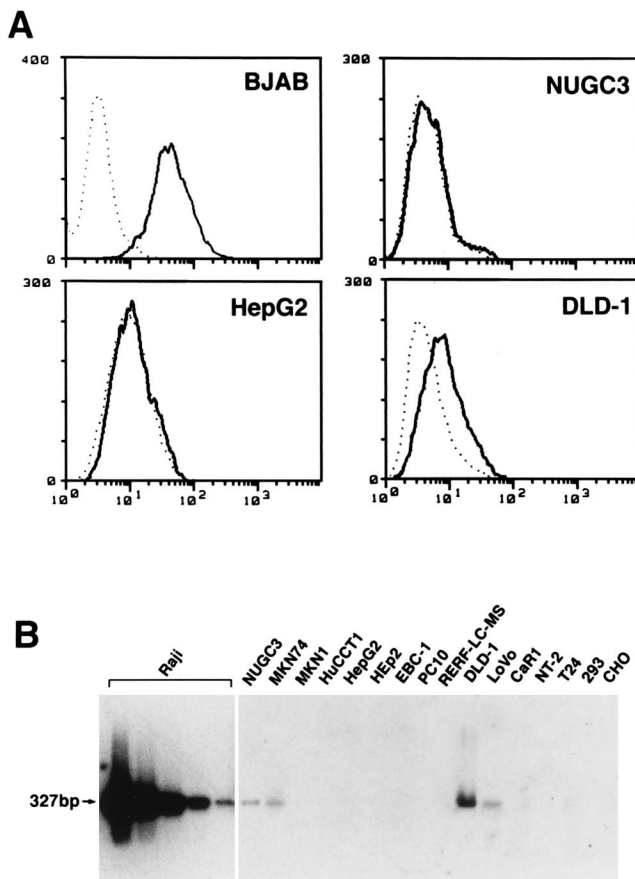 A
400
BJAB
0
300
NUGC3
0
300
HepG2
0
10⁰ 10¹ 10² 10³
300
DLD-1
0
10⁰ 10¹ 10² 10³
B
Raji
NUGC3
MKN74
MKN1
HuCCT1
HepG2
HEp2
EBC-1
PC10
RERF-LC-MS
DLD-1
LoVo
CaR1
NT-2
T24
293
CHO
327bp